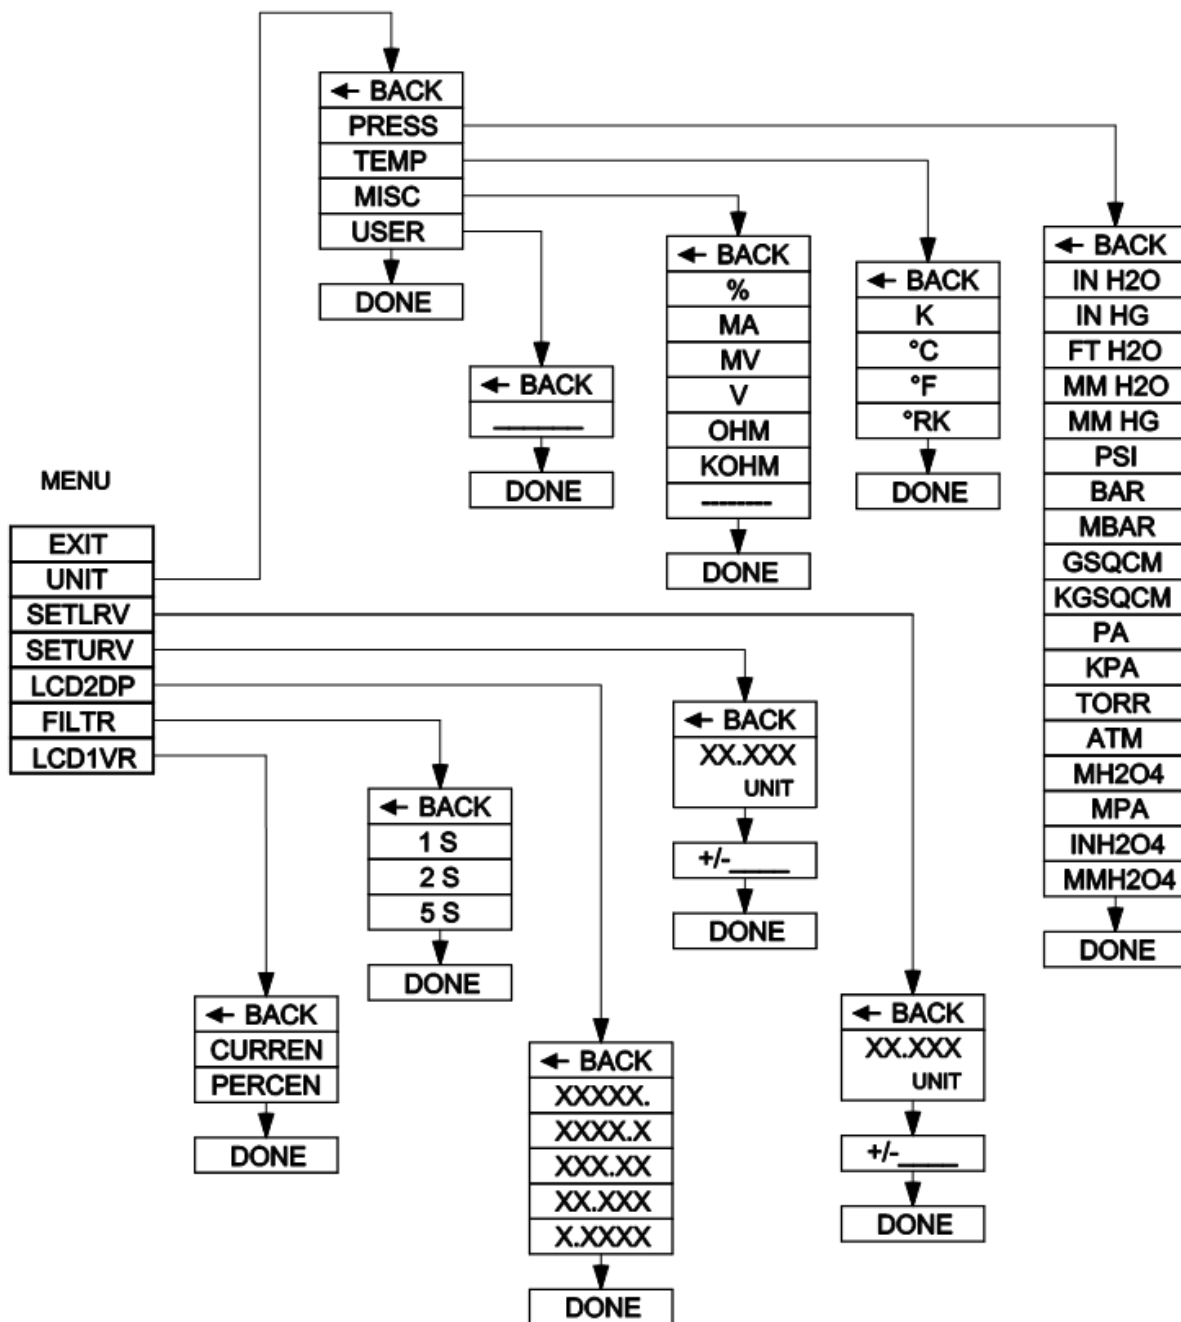 ← BACK
PRESS
TEMP
MISC
USER
DONE
← BACK
______
DONE
← BACK
%
MA
MV
V
OHM
KOHM
--------
DONE
← BACK
K
°C
°F
°RK
DONE
← BACK
IN H2O
IN HG
FT H2O
MM H2O
MM HG
PSI
BAR
MBAR
GSQCM
KGSQCM
PA
KPA
TORR
ATM
MH2O4
MPA
INH2O4
MMH2O4
DONE
MENU
EXIT
UNIT
SETLRV
SETURV
LCD2DP
FILTR
LCD1VR
← BACK
CURREN
PERCEN
DONE
← BACK
1 S
2 S
5 S
DONE
← BACK
XXXXX.
XXXX.X
XXX.XX
XX.XXX
X.XXXX
DONE
← BACK
XX.XXX
UNIT
+/-____
DONE
← BACK
XX.XXX
UNIT
+/-____
DONE